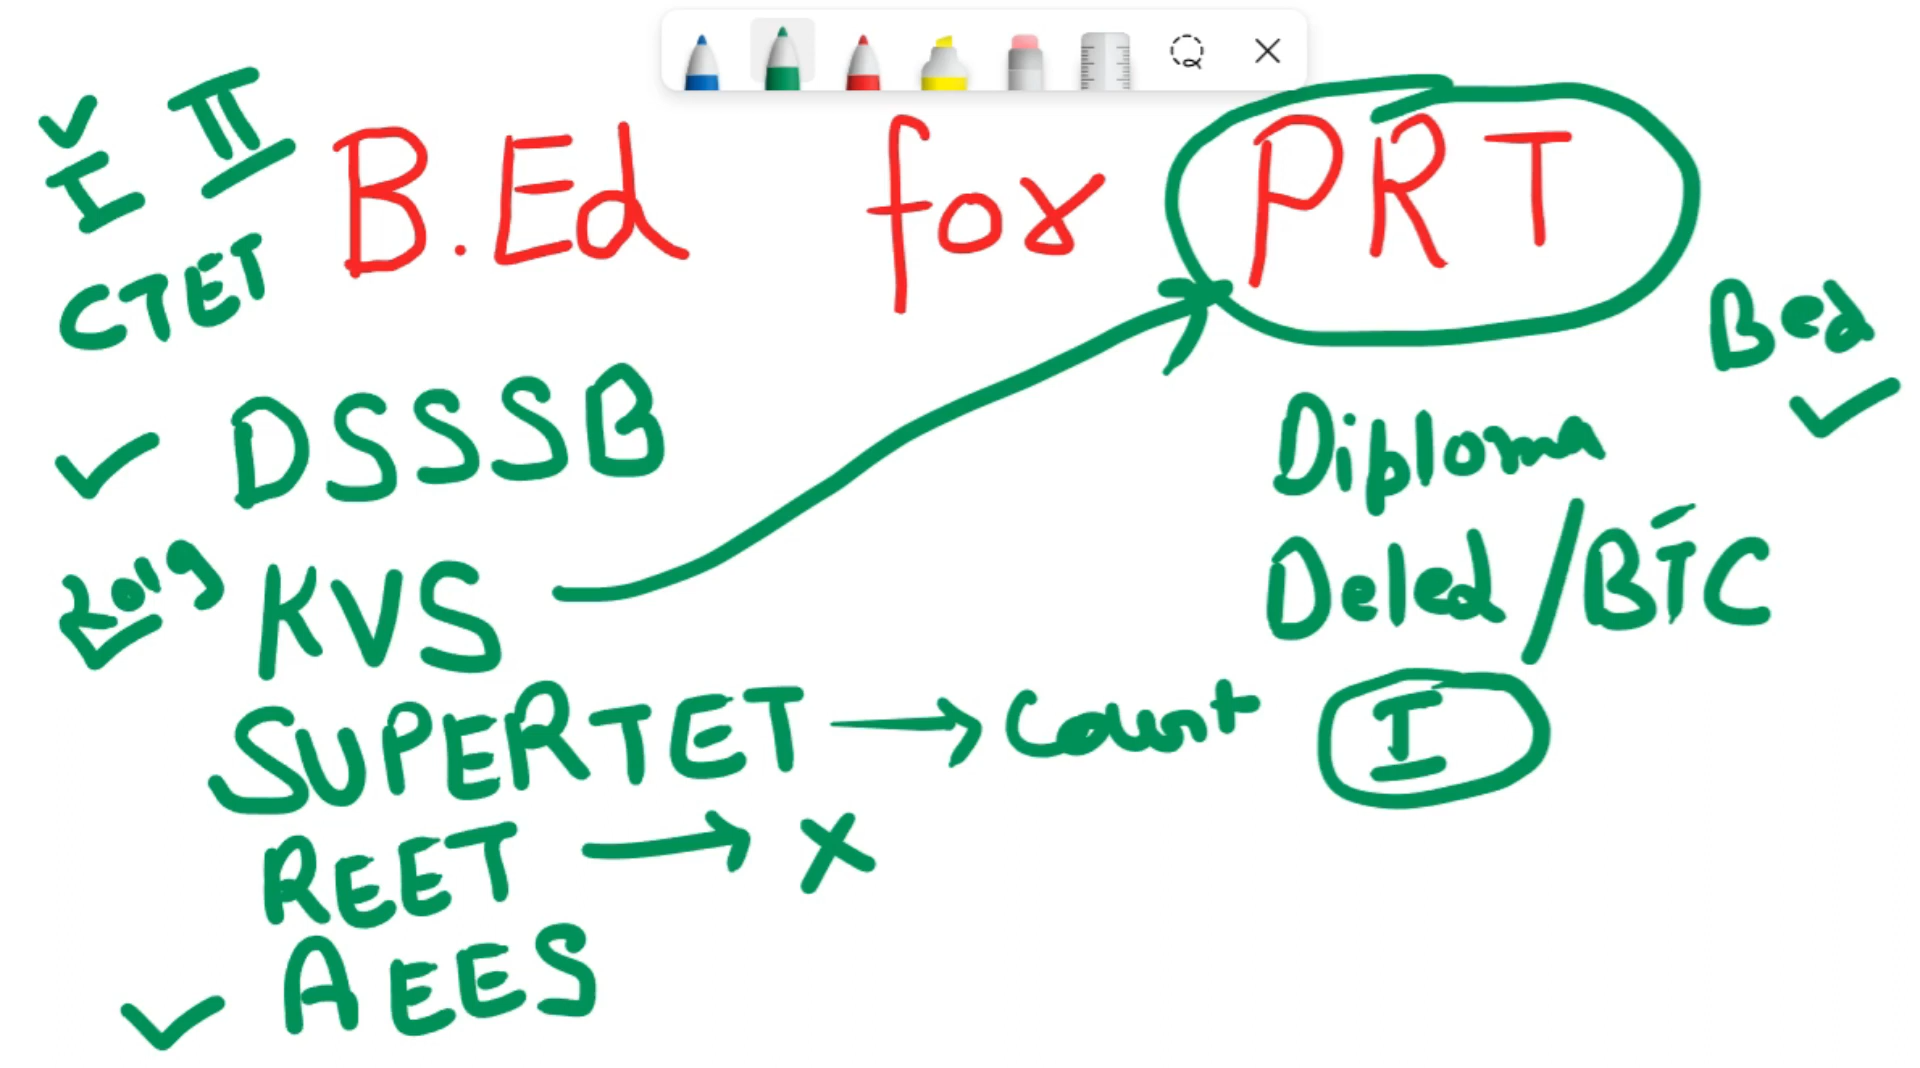 I II
B.Ed for PRT
CTET
Bed
DSSSB
Diploma
2019 KVS
Deled/BTC
SUPERTET → Count
I
REET → X
AEES